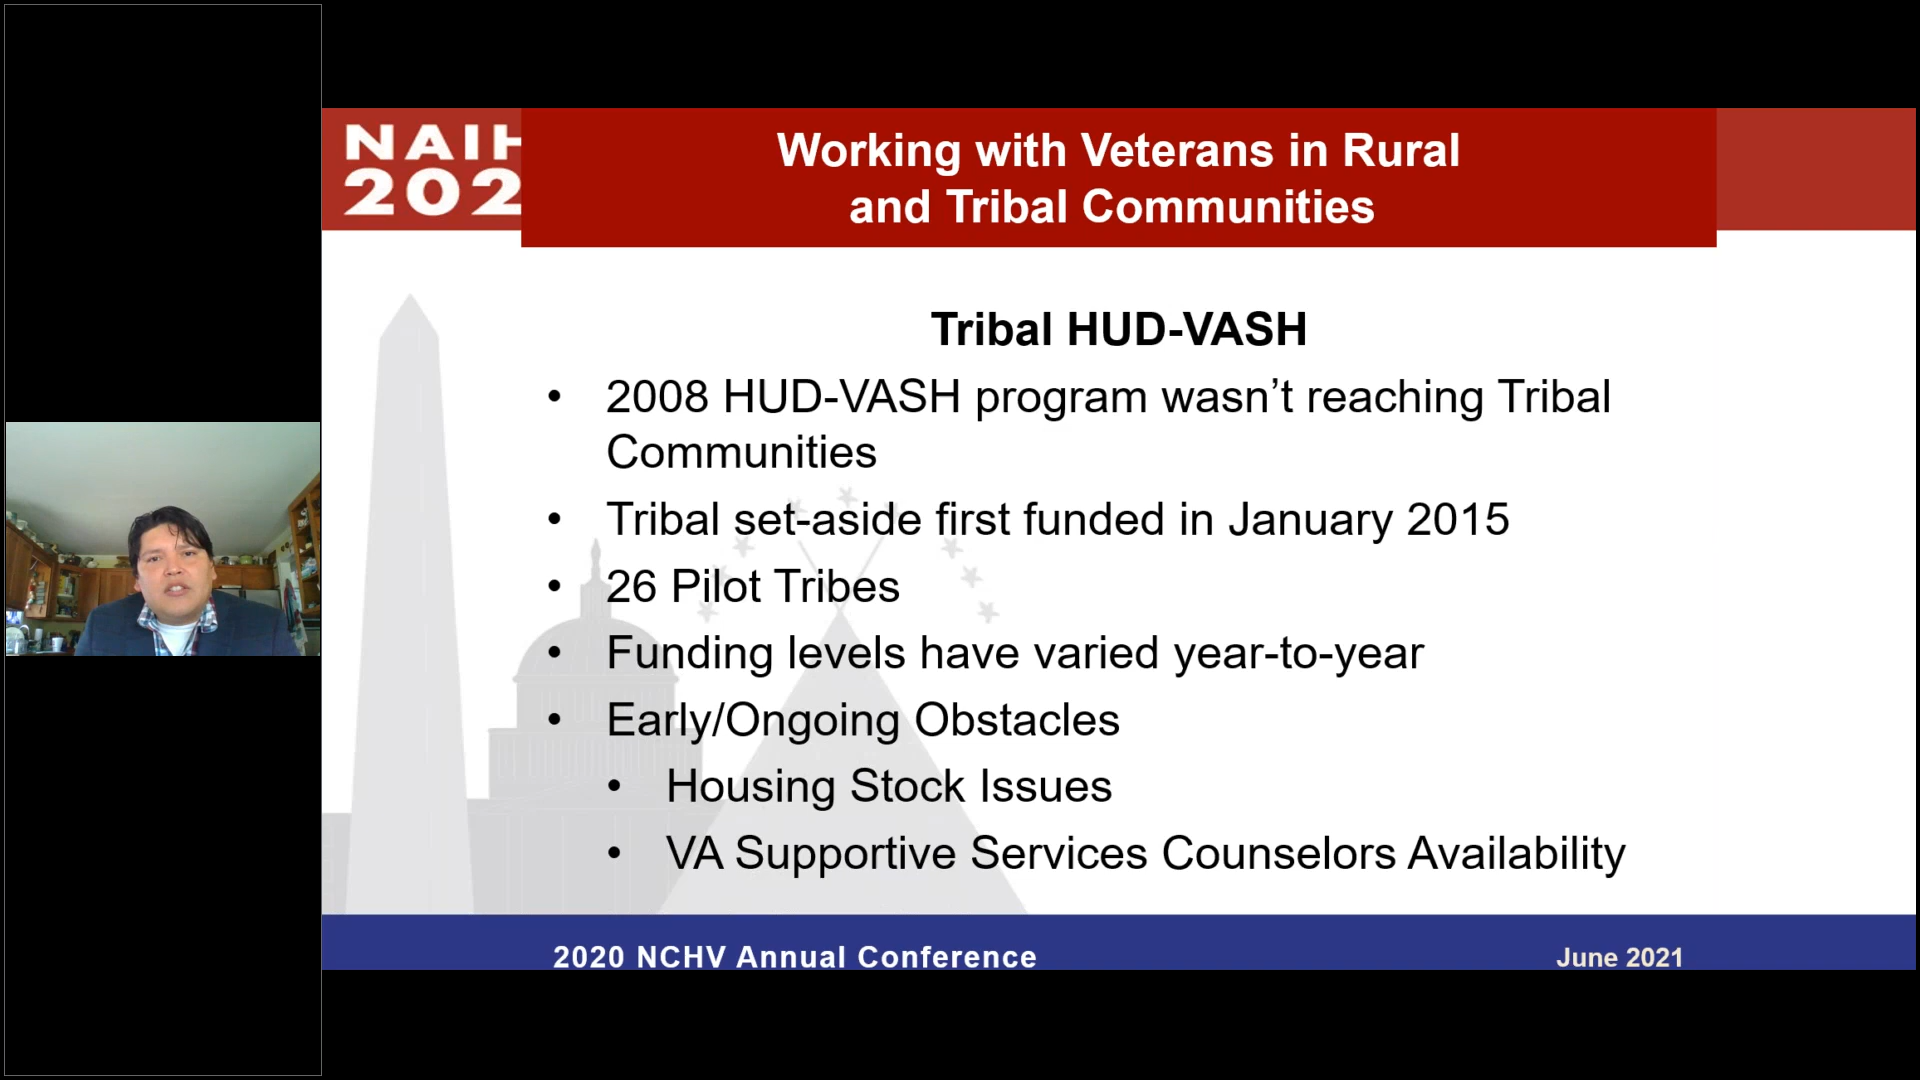 NAIH
202
Working with Veterans in Rural
and Tribal Communities
Tribal HUD-VASH
• 2008 HUD-VASH program wasn’t reaching Tribal
Communities
• Tribal set-aside first funded in January 2015
• 26 Pilot Tribes
• Funding levels have varied year-to-year
• Early/Ongoing Obstacles
• Housing Stock Issues
• VA Supportive Services Counselors Availability
2020 NCHV Annual Conference
June 2021